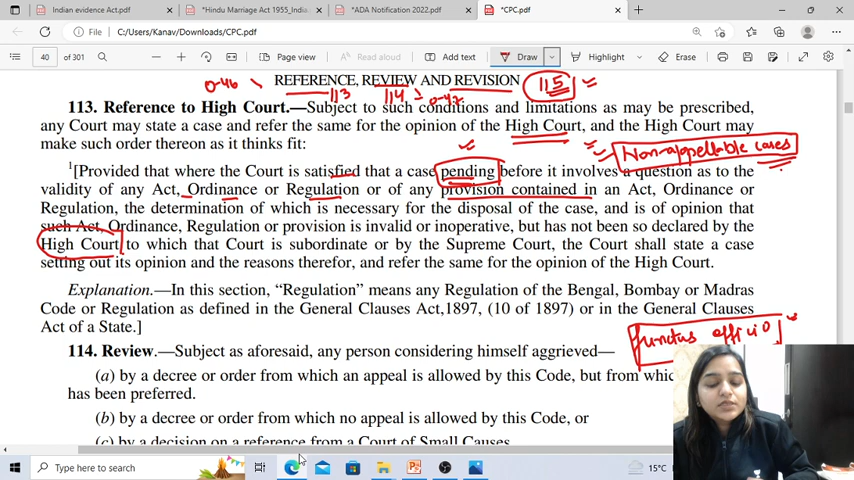 Indian evidence Act.pdf
*Hindu Marriage Act 1955_India
*ADA Notification 2022.pdf
*CPC.pdf
File
C:/Users/Kanav/Downloads/CPC.pdf
40 of 301
Page view
Read aloud
Add text
Draw
Highlight
Erase
0-46 REFERENCE, REVIEW AND REVISION 115
113 114 0-47
113. Reference to High Court.—Subject to such conditions and limitations as may be prescribed,
any Court may state a case and refer the same for the opinion of the High Court, and the High Court may
make such order thereon as it thinks fit:
Non-appellable cases
1[Provided that where the Court is satisfied that a case pending before it involves a question as to the
validity of any Act, Ordinance or Regulation or of any provision contained in an Act, Ordinance or
Regulation, the determination of which is necessary for the disposal of the case, and is of opinion that
such Act, Ordinance, Regulation or provision is invalid or inoperative, but has not been so declared by the
High Court to which that Court is subordinate or by the Supreme Court, the Court shall state a case
setting out its opinion and the reasons therefor, and refer the same for the opinion of the High Court.
Explanation.—In this section, “Regulation” means any Regulation of the Bengal, Bombay or Madras
Code or Regulation as defined in the General Clauses Act,1897, (10 of 1897) or in the General Clauses
Act of a State.]
functus officio
114. Review.—Subject as aforesaid, any person considering himself aggrieved—
(a) by a decree or order from which an appeal is allowed by this Code, but from which
has been preferred.
(b) by a decree or order from which no appeal is allowed by this Code, or
(c) by a decision on a reference from a Court of Small Causes
Type here to search
15°C